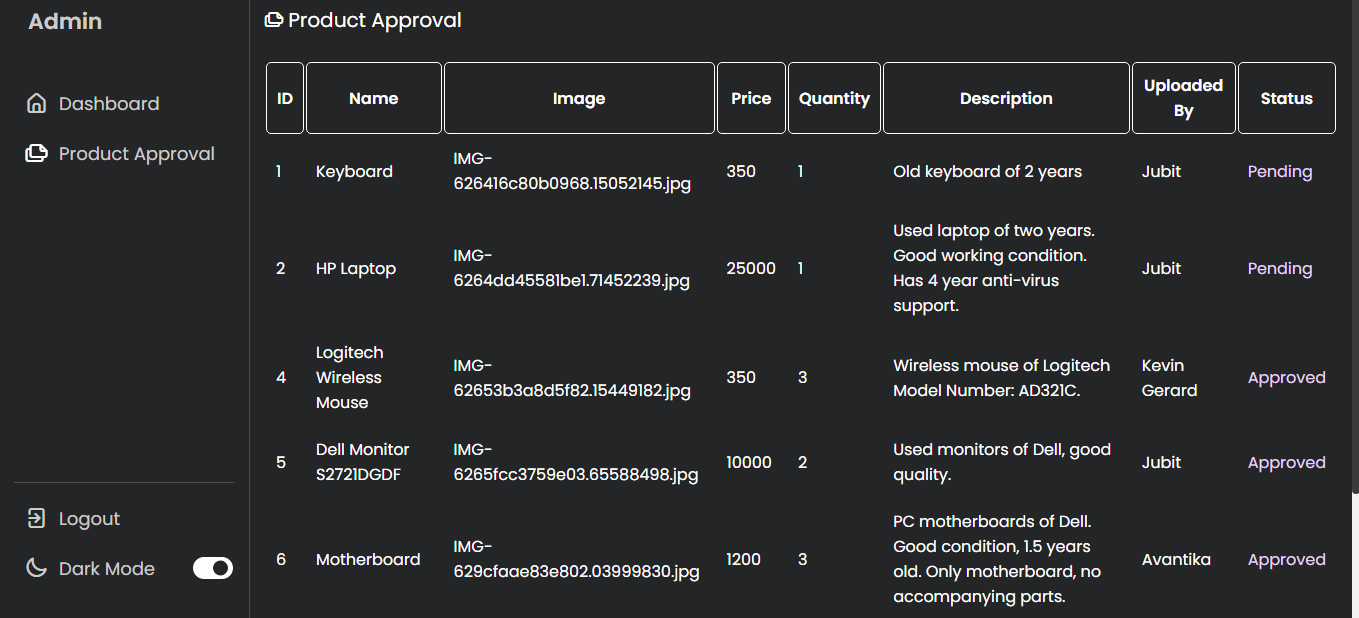 Admin
Dashboard
Product Approval
Logout
Dark Mode
Product Approval
ID Name Image Price Quantity Description Uploaded By Status
1 Keyboard IMG-626416c80b0968.15052145.jpg 350 1 Old keyboard of 2 years Jubit Pending
2 HP Laptop IMG-6264dd45581be1.71452239.jpg 25000 1 Used laptop of two years. Good working condition. Has 4 year anti-virus support. Jubit Pending
4 Logitech Wireless Mouse IMG-62653b3a8d5f82.15449182.jpg 350 3 Wireless mouse of Logitech Model Number: AD321C. Kevin Gerard Approved
5 Dell Monitor S2721DGDF IMG-6265fcc3759e03.65588498.jpg 10000 2 Used monitors of Dell, good quality. Jubit Approved
6 Motherboard IMG-629cfaae83e802.03999830.jpg 1200 3 PC motherboards of Dell. Good condition, 1.5 years old. Only motherboard, no accompanying parts. Avantika Approved